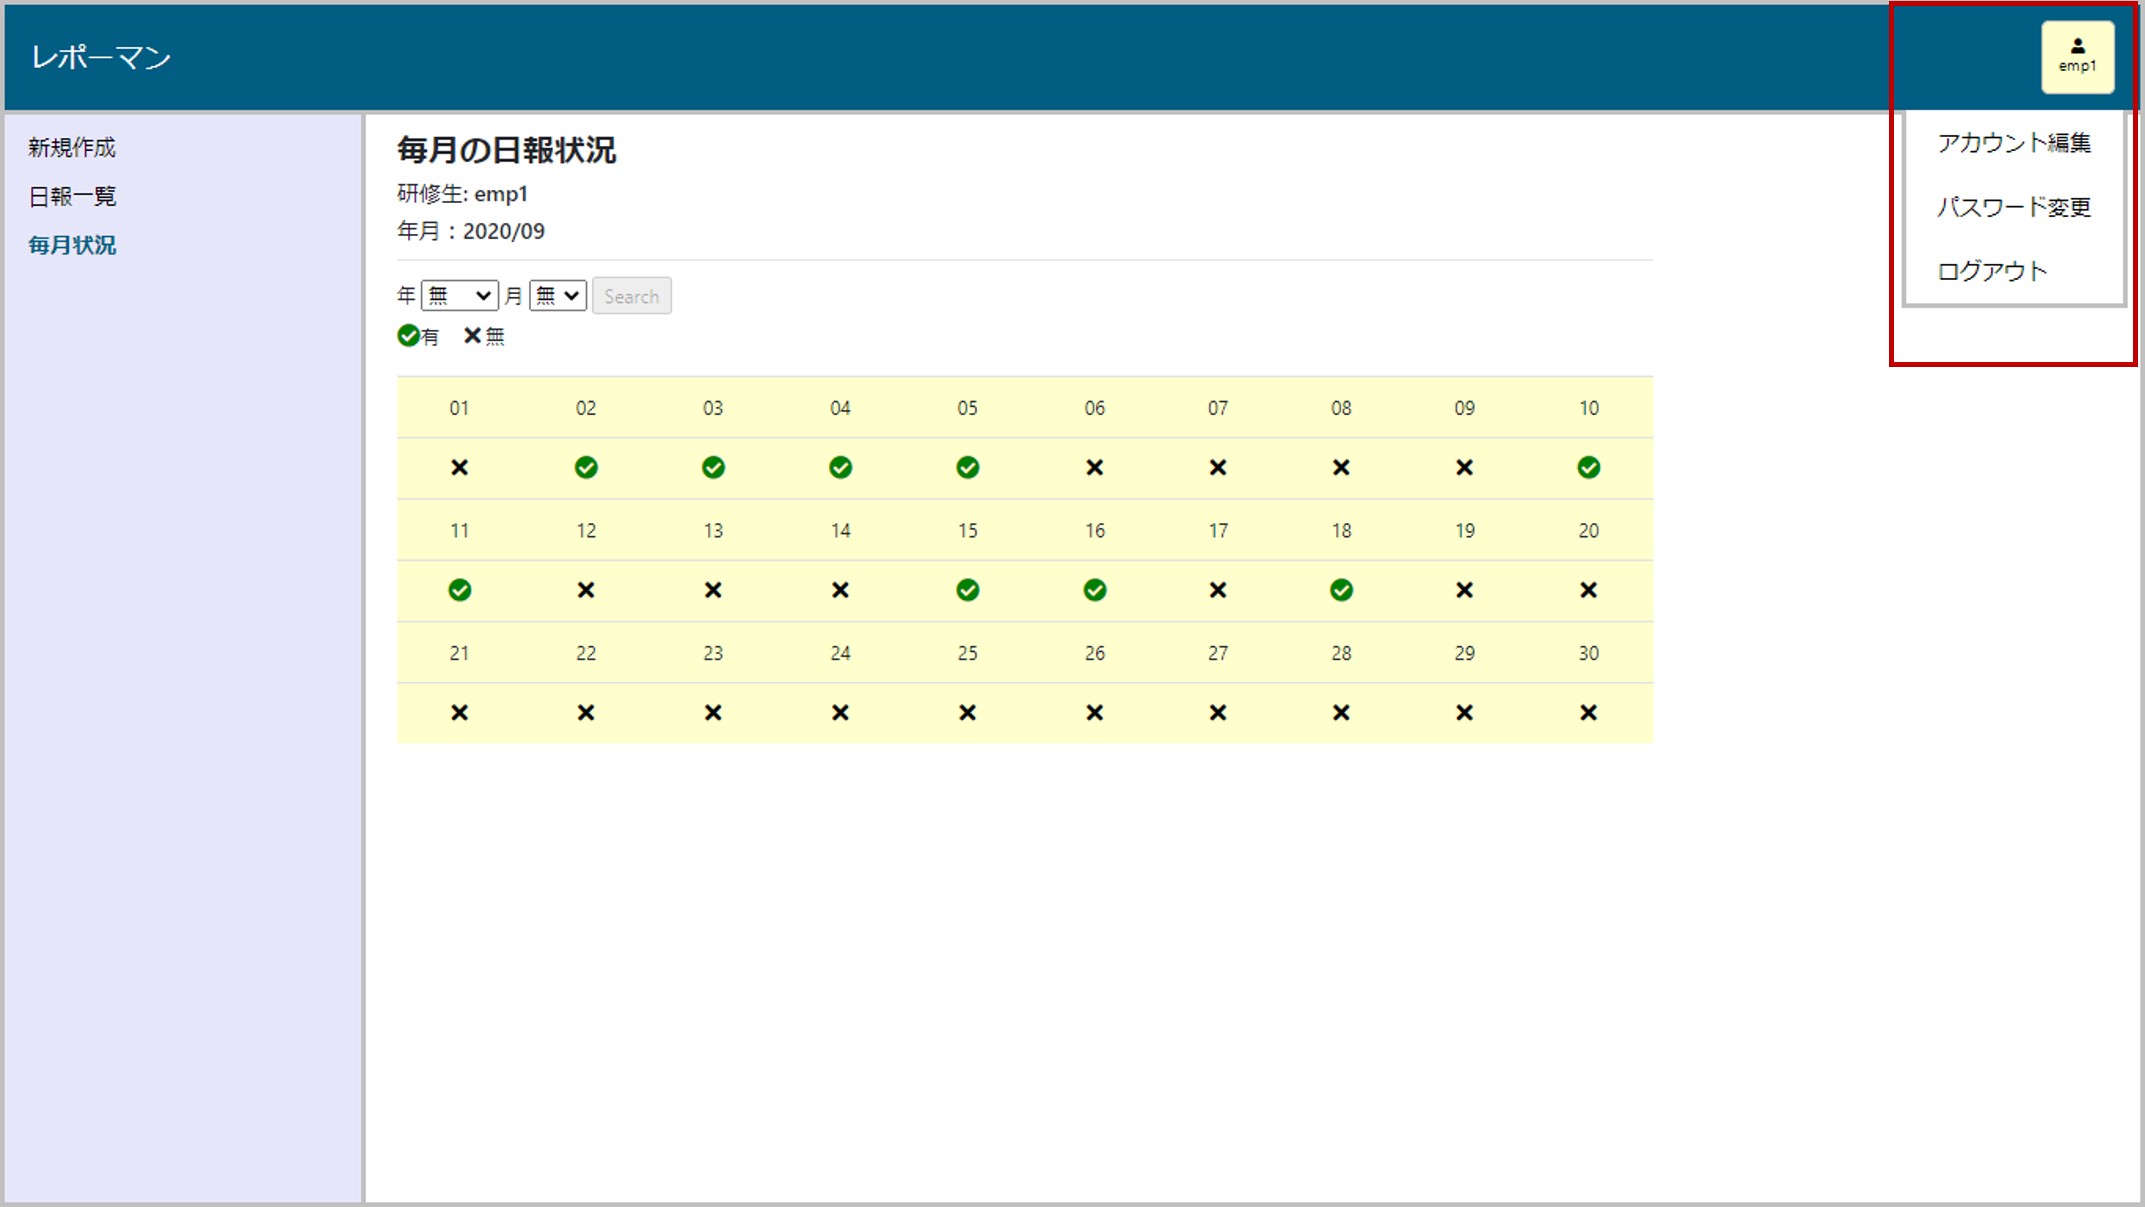 レポーマン
emp1
アカウント編集
パスワード変更
ログアウト
新規作成
日報一覧
毎月状況
毎月の日報状況
研修生: emp1
年月：2020/09
年 無 月 無 Search
有 無
01 02 03 04 05 06 07 08 09 10
11 12 13 14 15 16 17 18 19 20
21 22 23 24 25 26 27 28 29 30